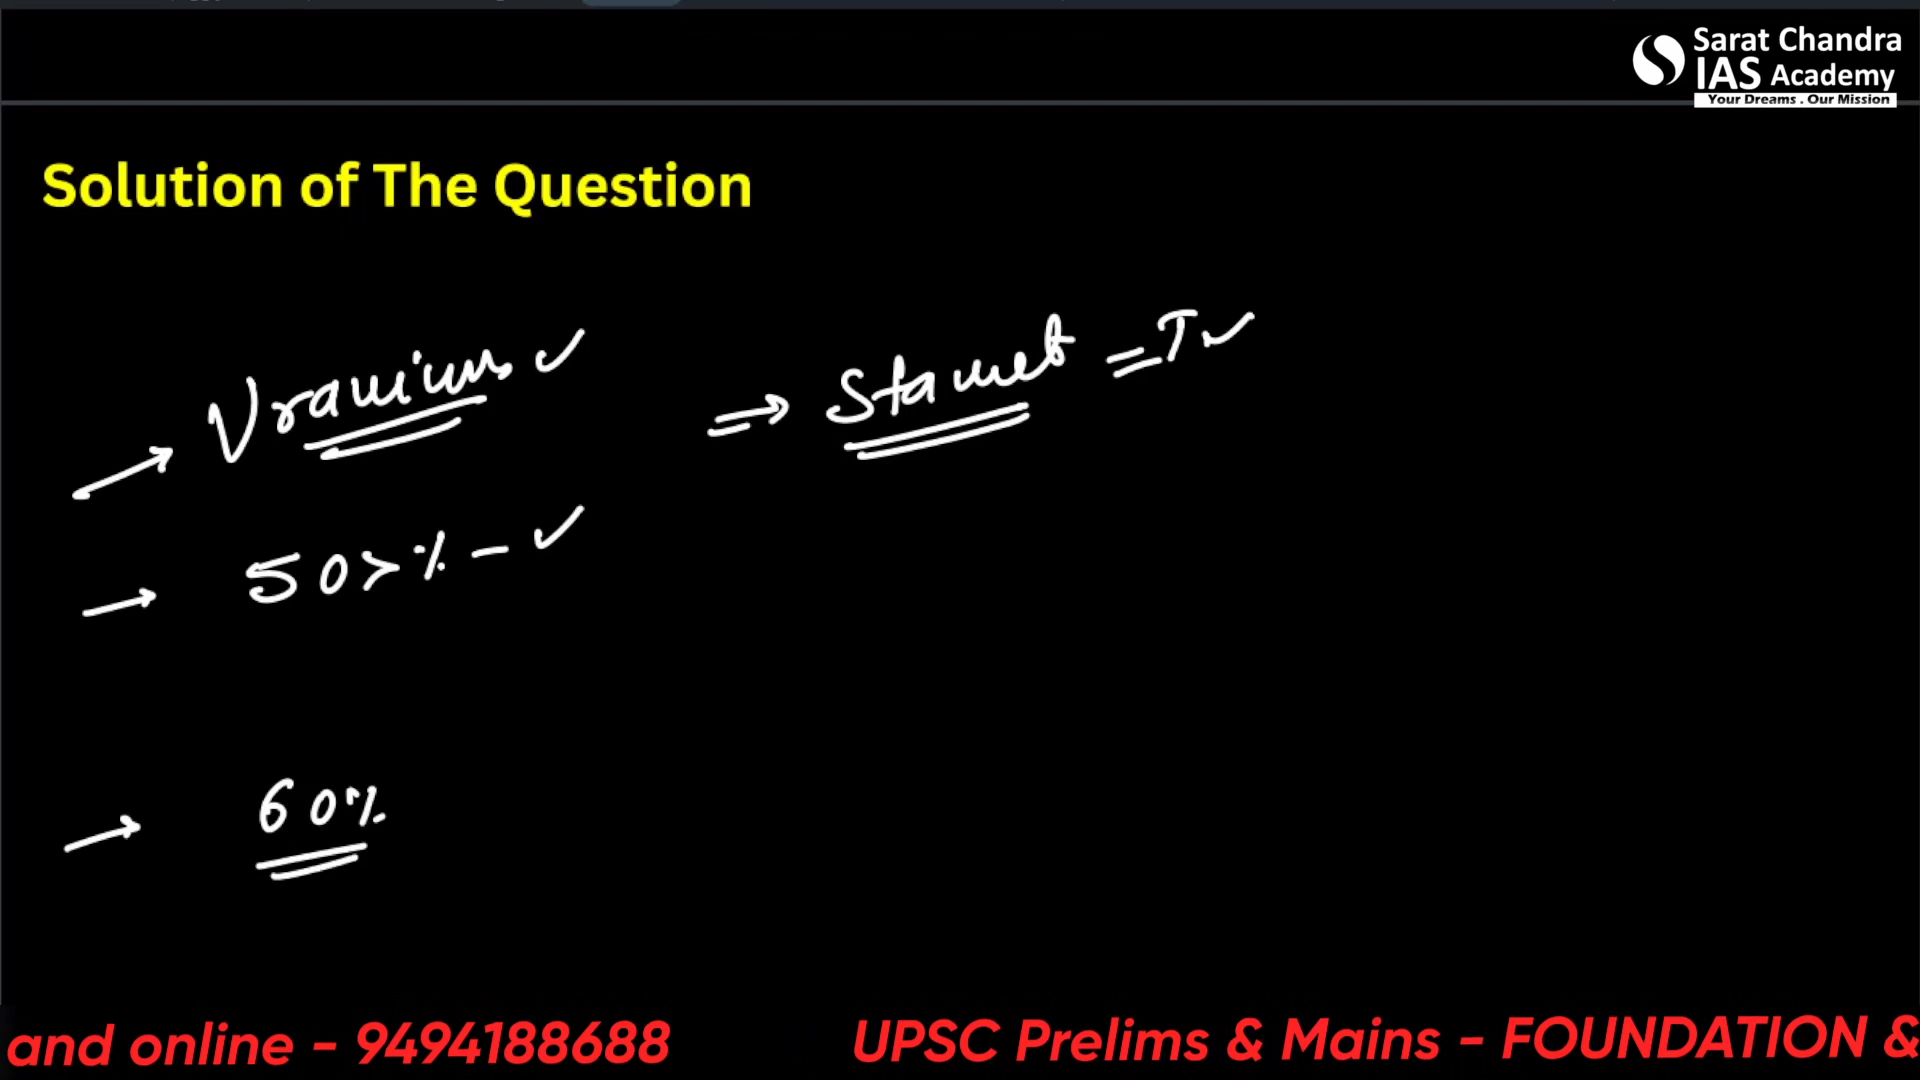 Sarat Chandra
IAS Academy
Your Dreams . Our Mission
Solution of The Question
→ Uranium ✓
⇒ Stamet = T ✓
→ 50>% - ✓
→ 60%
and online - 9494188688
UPSC Prelims & Mains - FOUNDATION &